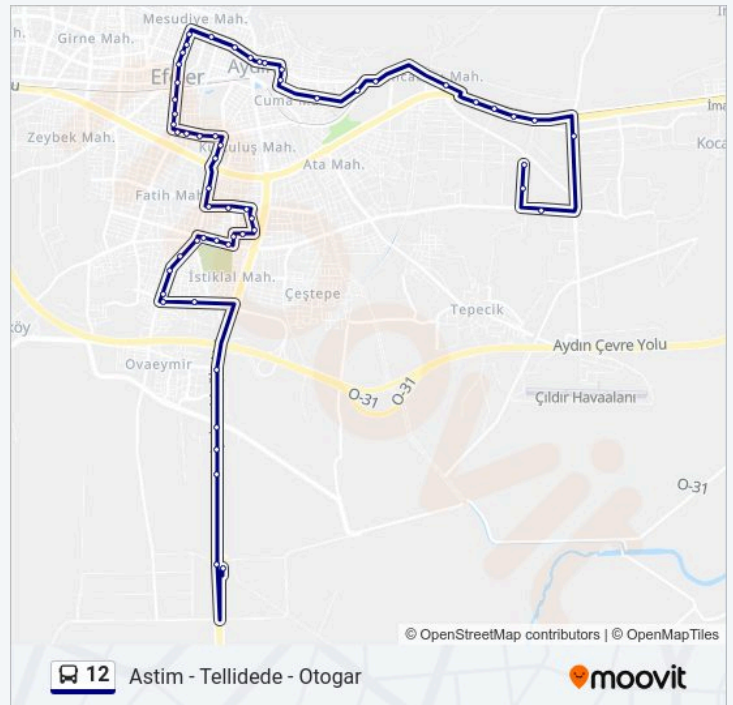 Mesudiye Mah.
h.
Girne Mah.
Efeler
Aydın
Mah.
Cuma
u
İma
Zeybek Mah.
Kurtuluş Mah.
Koca
Ata Mah.
Fatih Mah
İstiklal Mah.
Çeştepe
Tepecik
köy
Aydın Çevre Yolu
Ovaeymir
O-31
O-31
Çıldır Havaalanı
O-31
© OpenStreetMap contributors | © OpenMapTiles
12 Astim - Tellidede - Otogar
moovit